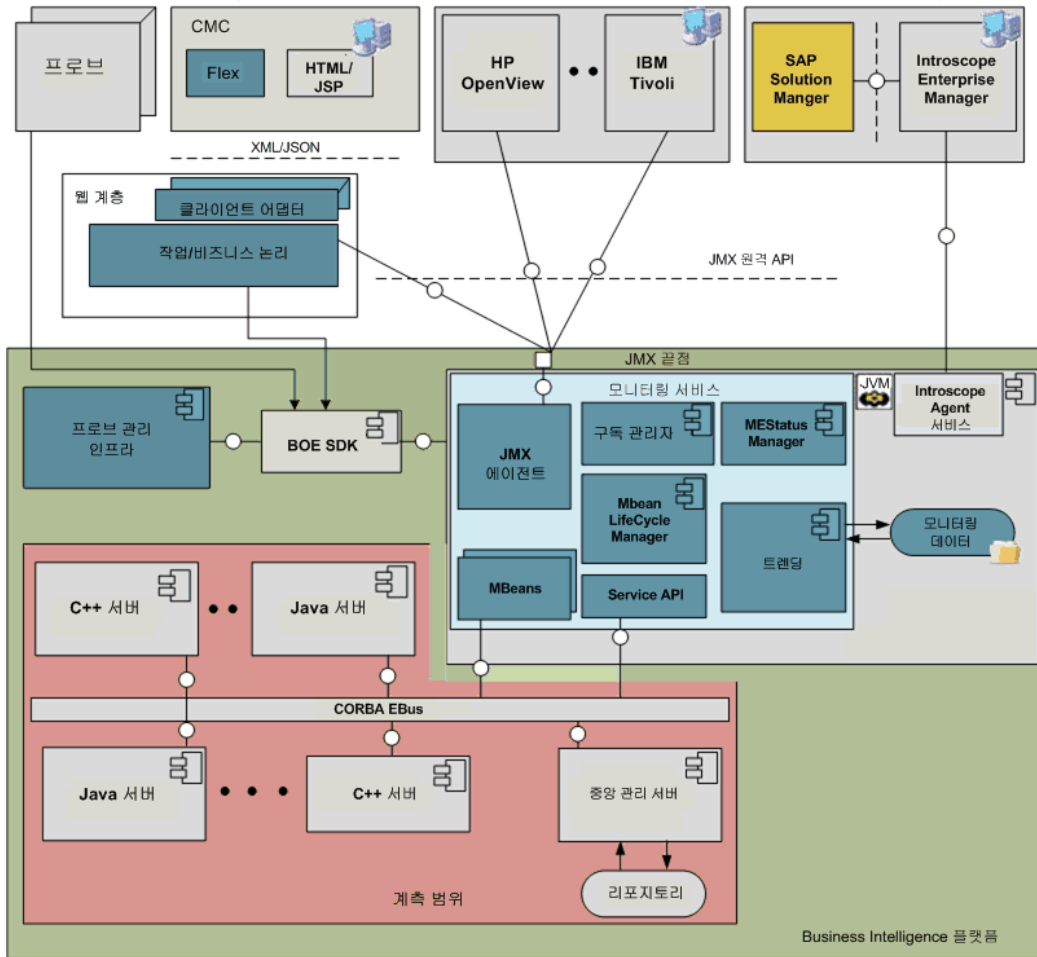 프로브
CMC
Flex
HTML/
JSP
HP
OpenView
IBM
Tivoli
SAP
Solution
Manger
Introscope
Enterprise
Manager
XML/JSON
웹 계층
클라이언트 어댑터
작업/비즈니스 논리
JMX 원격 API
JMX 끝점
프로브 관리
인프라
BOE SDK
모니터링 서비스
JMX
에이전트
구독 관리자
MEStatus
Manager
JVM
Introscope
Agent
서비스
Mbean
LifeCycle
Manager
트렌딩
모니터링
데이터
MBeans
Service API
C++ 서버
Java 서버
CORBA EBus
Java 서버
C++ 서버
중앙 관리 서버
리포지토리
계측 범위
Business Intelligence 플랫폼